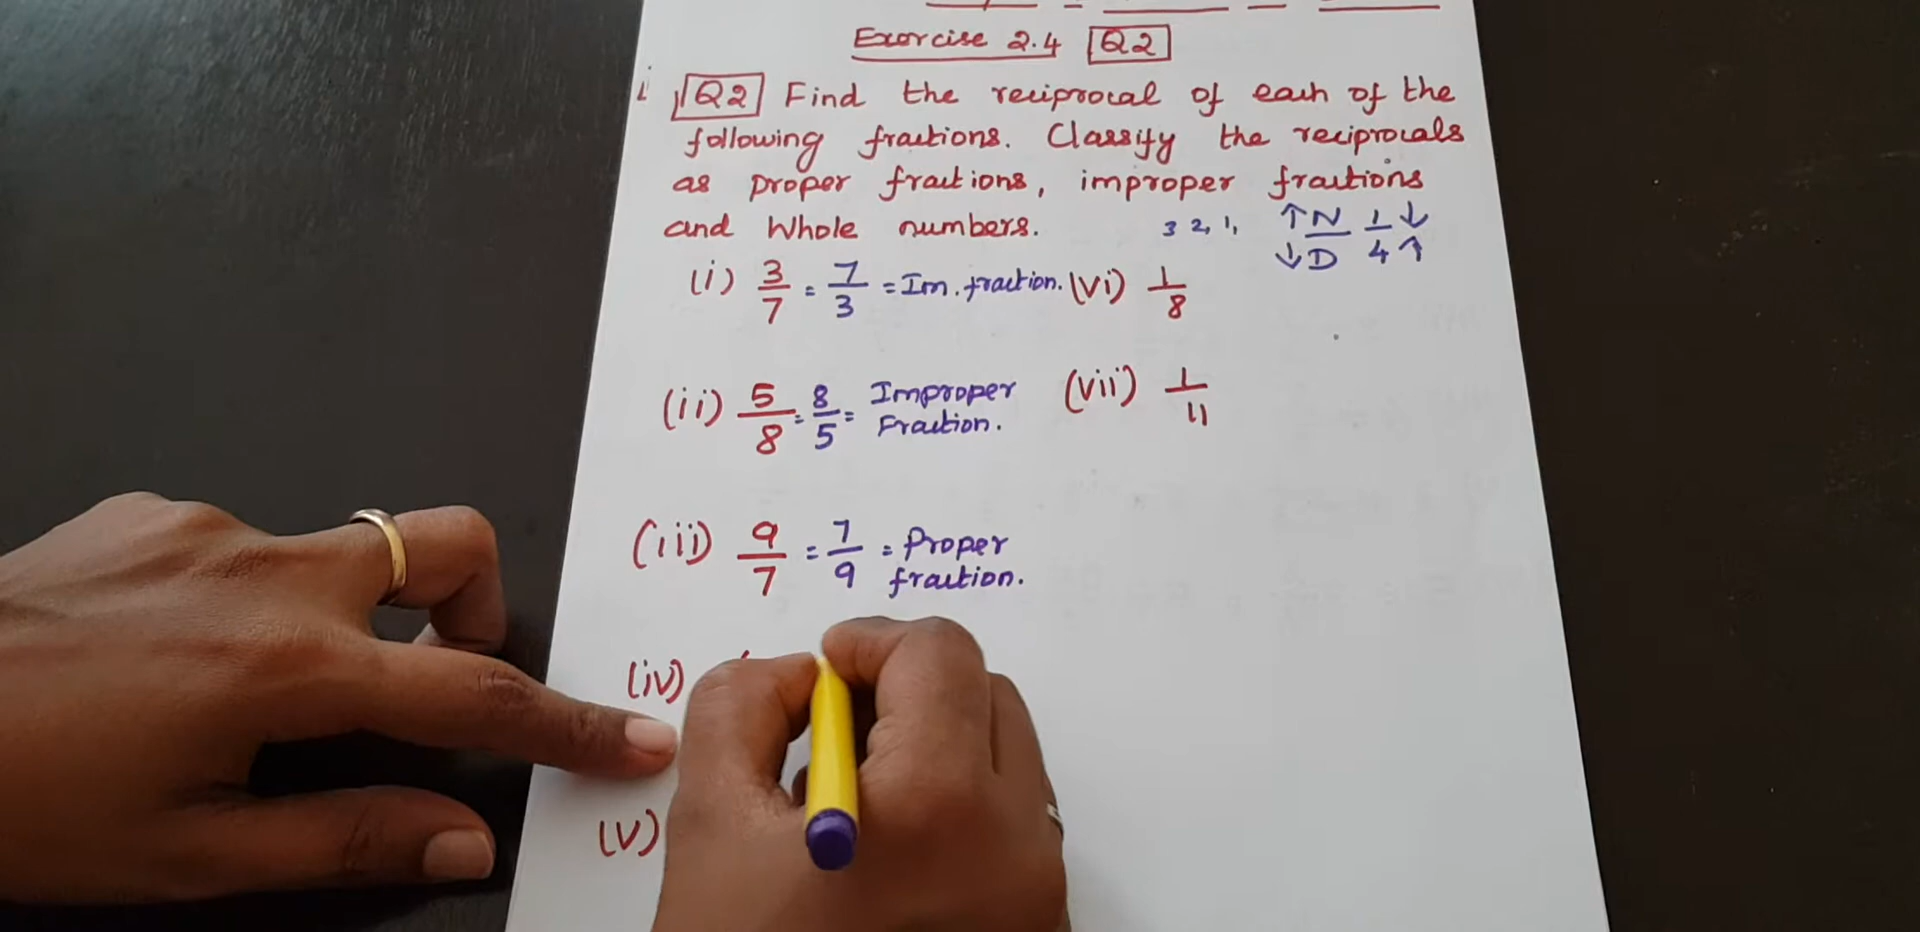 Exercise 2.4 Q2
Q2 Find the reciprocal of each of the
following fractions. Classify the reciprocals
as proper fractions, improper fractions
and Whole numbers.
3 2, 1, ↑N/↓D 1/4 ↓↑
(i) 3/7 = 7/3 = Im. fraction. (vi) 1/8
(ii) 5/8 = 8/5 = Improper Fraction. (vii) 1/11
(iii) 9/7 = 7/9 = Proper fraction.
(iv)
(v)